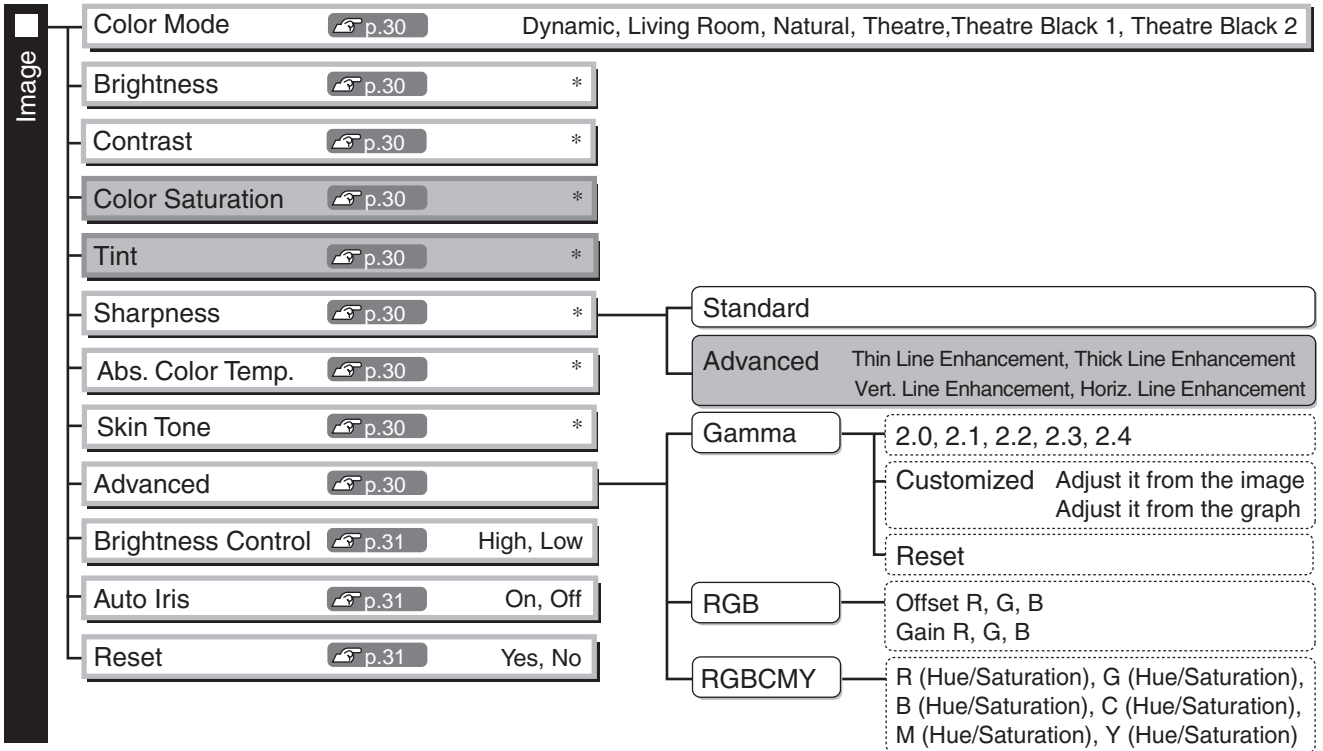 Image
Color Mode p.30 Dynamic, Living Room, Natural, Theatre,Theatre Black 1, Theatre Black 2
Brightness p.30 *
Contrast p.30 *
Color Saturation p.30 *
Tint p.30 *
Sharpness p.30 *
Standard
Advanced Thin Line Enhancement, Thick Line Enhancement
Vert. Line Enhancement, Horiz. Line Enhancement
Abs. Color Temp. p.30 *
Skin Tone p.30 *
Advanced p.30
Gamma
2.0, 2.1, 2.2, 2.3, 2.4
Customized Adjust it from the image
Adjust it from the graph
Reset
RGB
Offset R, G, B
Gain R, G, B
RGBCMY
R (Hue/Saturation), G (Hue/Saturation),
B (Hue/Saturation), C (Hue/Saturation),
M (Hue/Saturation), Y (Hue/Saturation)
Brightness Control p.31 High, Low
Auto Iris p.31 On, Off
Reset p.31 Yes, No